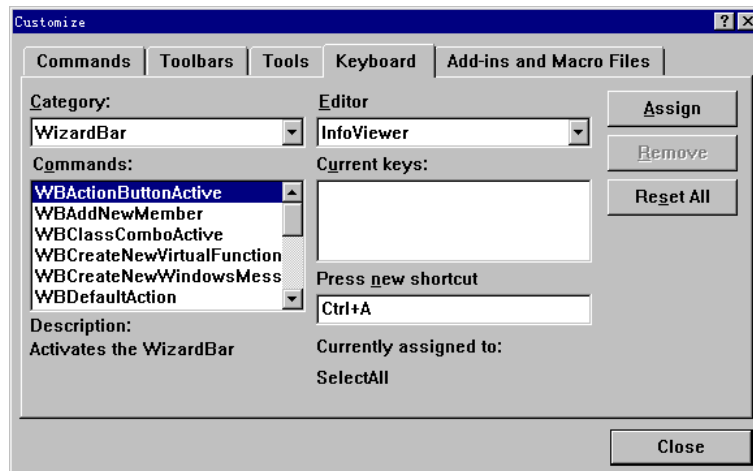 Customize
Commands Toolbars Tools Keyboard Add-ins and Macro Files
Category:
WizardBar
Commands:
WBActionButtonActive
WBAddNewMember
WBClassComboActive
WBCreateNewVirtualFunction
WBCreateNewWindowsMess
WBDefaultAction
Description:
Activates the WizardBar
Editor
InfoViewer
Current keys:
Press new shortcut
Ctrl+A
Currently assigned to:
SelectAll
Assign
Remove
Reset All
Close